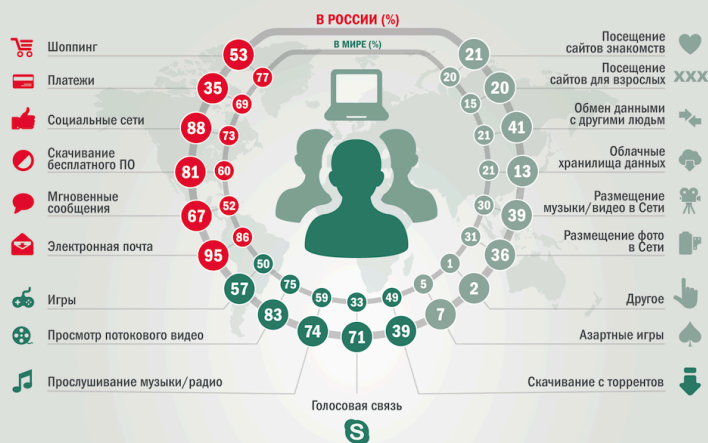 В РОССИИ (%)
В МИРЕ (%)
Шоппинг
53
77
Платежи
35
69
Социальные сети
88
73
Скачивание
бесплатного ПО
81
60
Мгновенные
сообщения
67
52
Электронная почта
95
86
Игры
57
50
Просмотр потокового видео
83
75
Прослушивание музыки/радио
74
59
Голосовая связь
71
33
S
Посещение
сайтов знакомств
21
20
Посещение
сайтов для взрослых
XXX
20
15
Обмен данными
с другими людьм
41
21
Облачные
хранилища данных
13
21
Размещение
музыки/видео в Сети
39
30
Размещение фото
в Сети
36
31
Другое
2
1
Азартные игры
7
5
Скачивание с торрентов
39
49